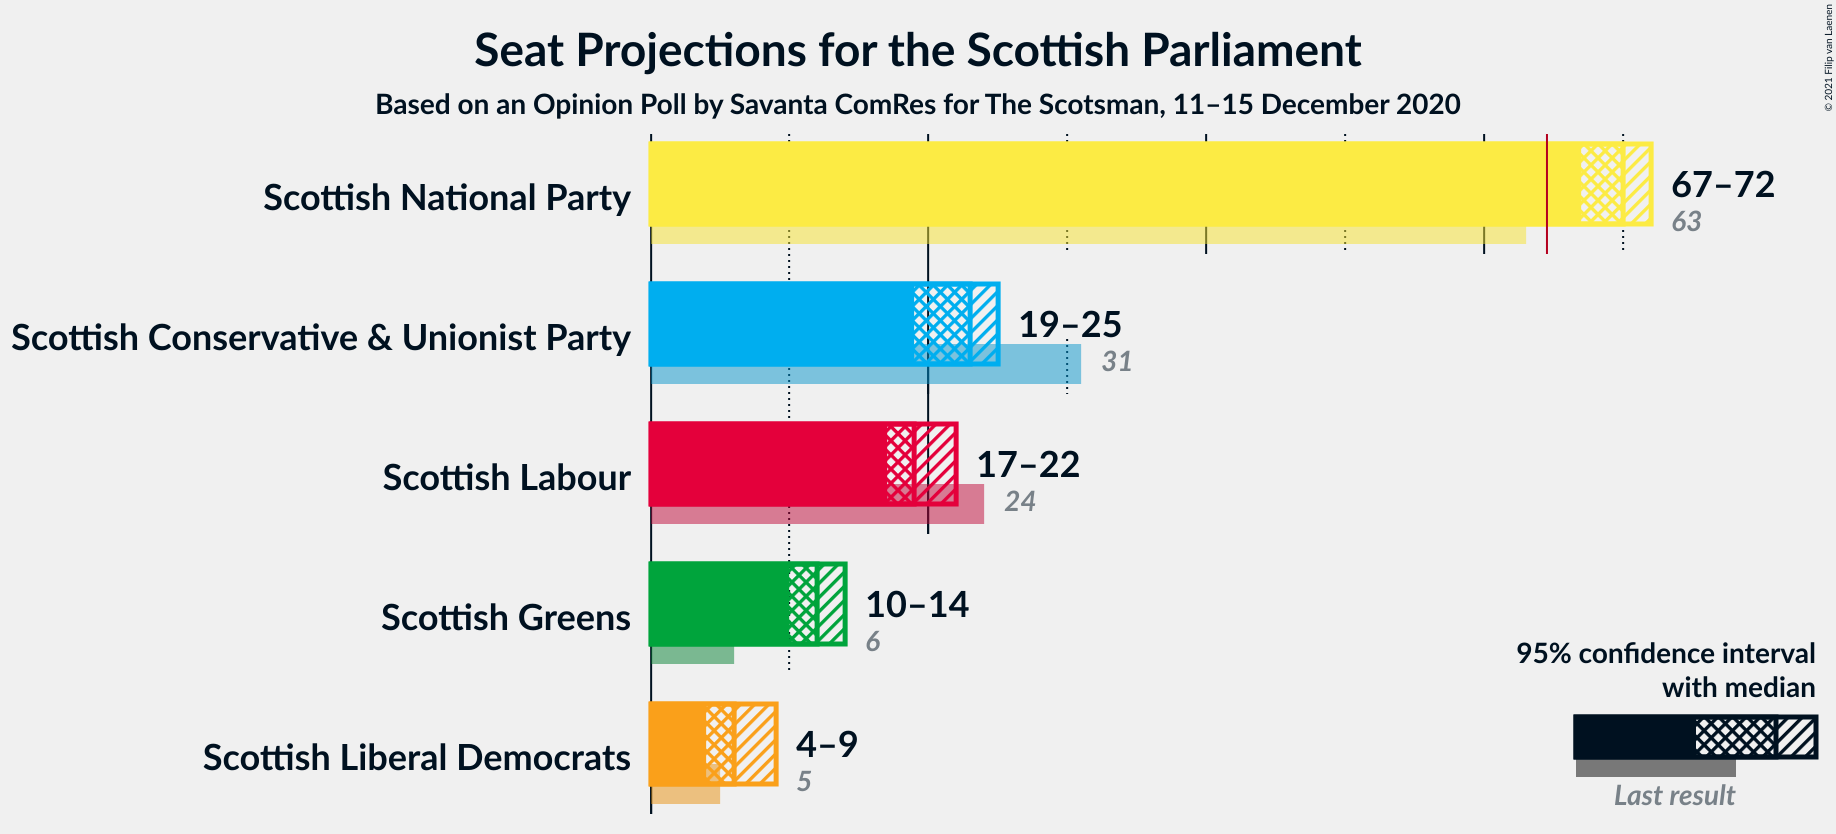 Seat Projections for the Scottish Parliament
Based on an Opinion Poll by Savanta ComRes for The Scotsman, 11–15 December 2020
© 2021 Filip van Laenen
Scottish National Party
67–72
63
Scottish Conservative & Unionist Party
19–25
31
Scottish Labour
17–22
24
Scottish Greens
10–14
6
Scottish Liberal Democrats
4–9
5
95% confidence interval
with median
Last result